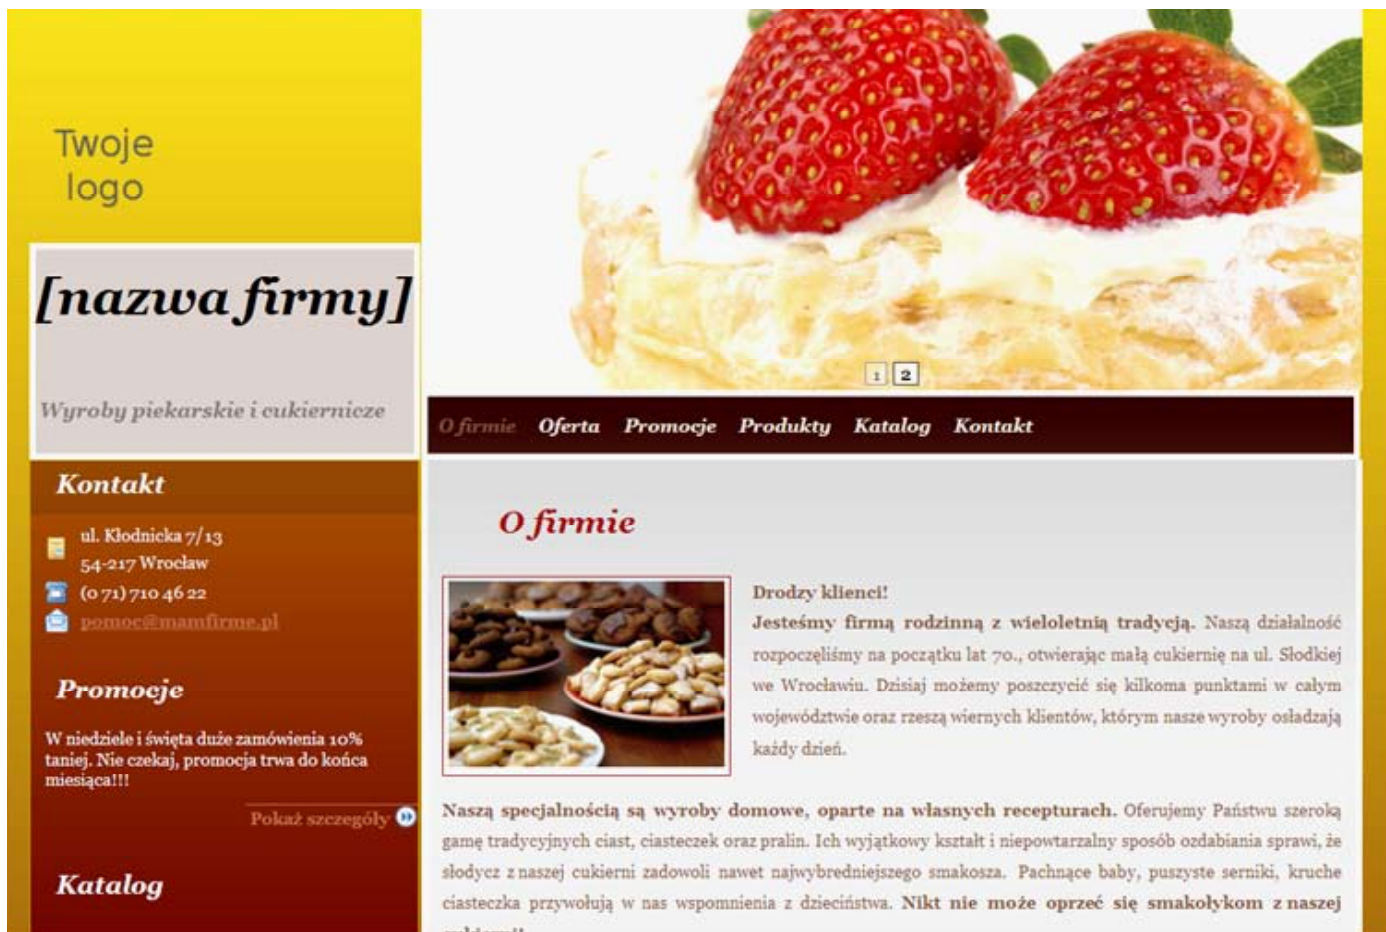 Twoje
logo
[nazwa firmy]
Wyroby piekarskie i cukiernicze
1 2
O firmie Oferta Promocje Produkty Katalog Kontakt
Kontakt
ul. Kłodnicka 7/13
54-217 Wrocław
(0 71) 710 46 22
pomoc@mamfirme.pl
Promocje
W niedziele i święta duże zamówienia 10%
taniej. Nie czekaj, promocja trwa do końca
miesiąca!!!
Pokaż szczegóły
Katalog
O firmie
Drodzy klienci!
Jesteśmy firmą rodzinną z wieloletnią tradycją. Naszą działalność
rozpoczęliśmy na początku lat 70., otwierając małą cukiernię na ul. Słodkiej
we Wrocławiu. Dzisiaj możemy poszczycić się kilkoma punktami w całym
województwie oraz rzeszą wiernych klientów, którym nasze wyroby osładzają
każdy dzień.
Naszą specjalnością są wyroby domowe, oparte na własnych recepturach. Oferujemy Państwu szeroką
gamę tradycyjnych ciast, ciasteczek oraz pralin. Ich wyjątkowy kształt i niepowtarzalny sposób ozdabiania sprawi, że
słodycz z naszej cukierni zadowoli nawet najwybredniejszego smakosza. Pachnące baby, puszyste serniki, kruche
ciasteczka przywołują w nas wspomnienia z dzieciństwa. Nikt nie może oprzeć się smakołykom z naszej